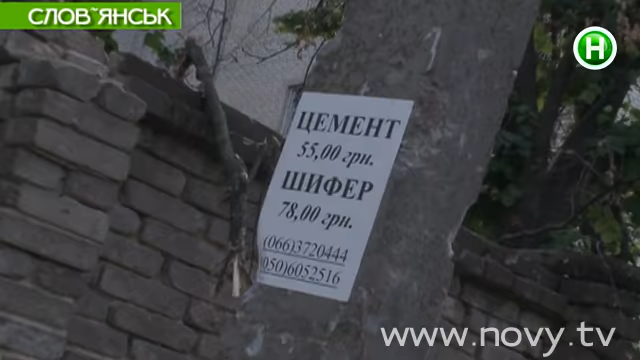 СЛОВ`ЯНСЬК
Н
ЦЕМЕНТ
55,00 грн.
ШИФЕР
78,00 грн.
(066)3720444
(050)6052516
www.novy.tv